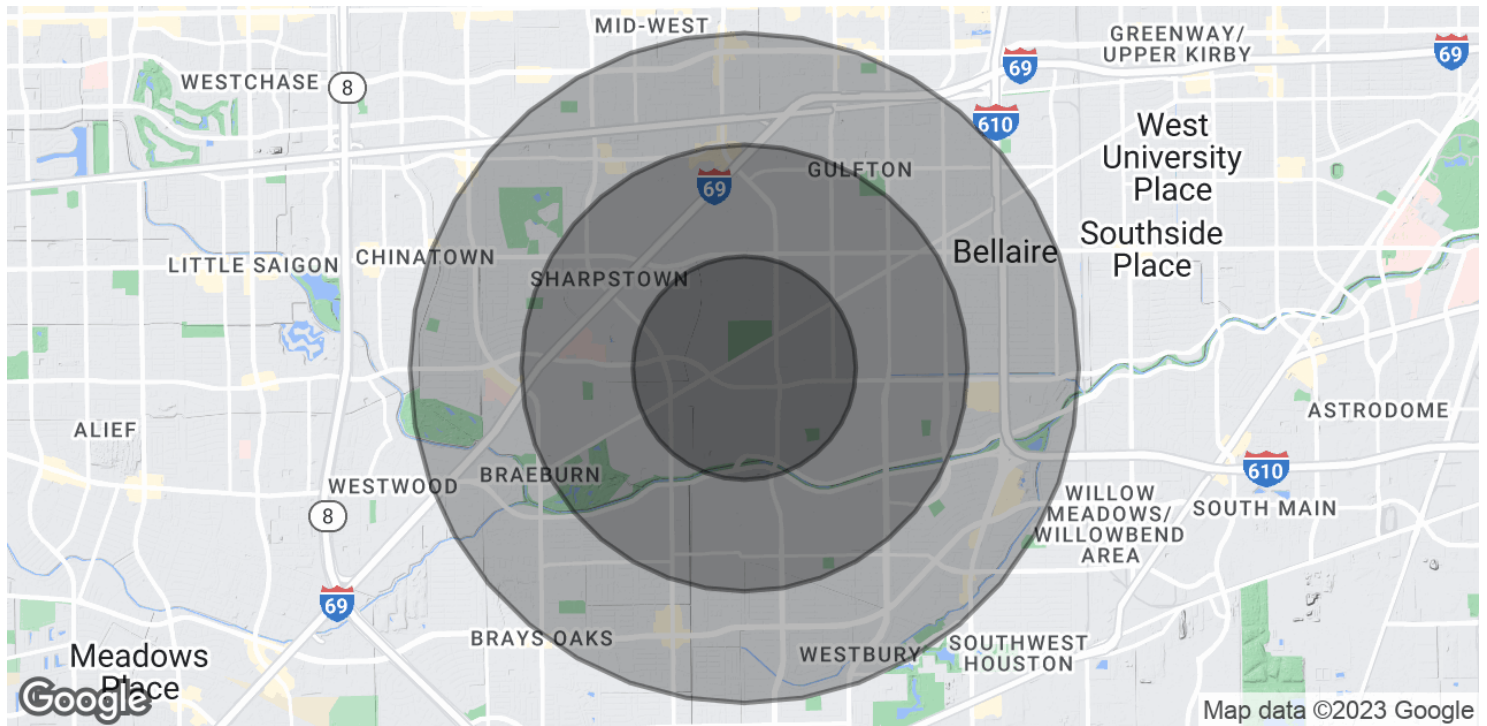 MID-WEST
GREENWAY/
UPPER KIRBY
69
69
WESTCHASE
8
610
West
University
Place
GULFTON
69
Southside
Place
Bellaire
CHINATOWN
LITTLE SAIGON
SHARPSTOWN
ASTRODOME
ALIEF
610
BRAEBURN
WESTWOOD
WILLOW
MEADOWS/
WILLOWBEND
AREA
SOUTH MAIN
8
69
BRAYS OAKS
WESTBURY
SOUTHWEST
HOUSTON
Meadows
Place
Google
Map data ©2023 Google